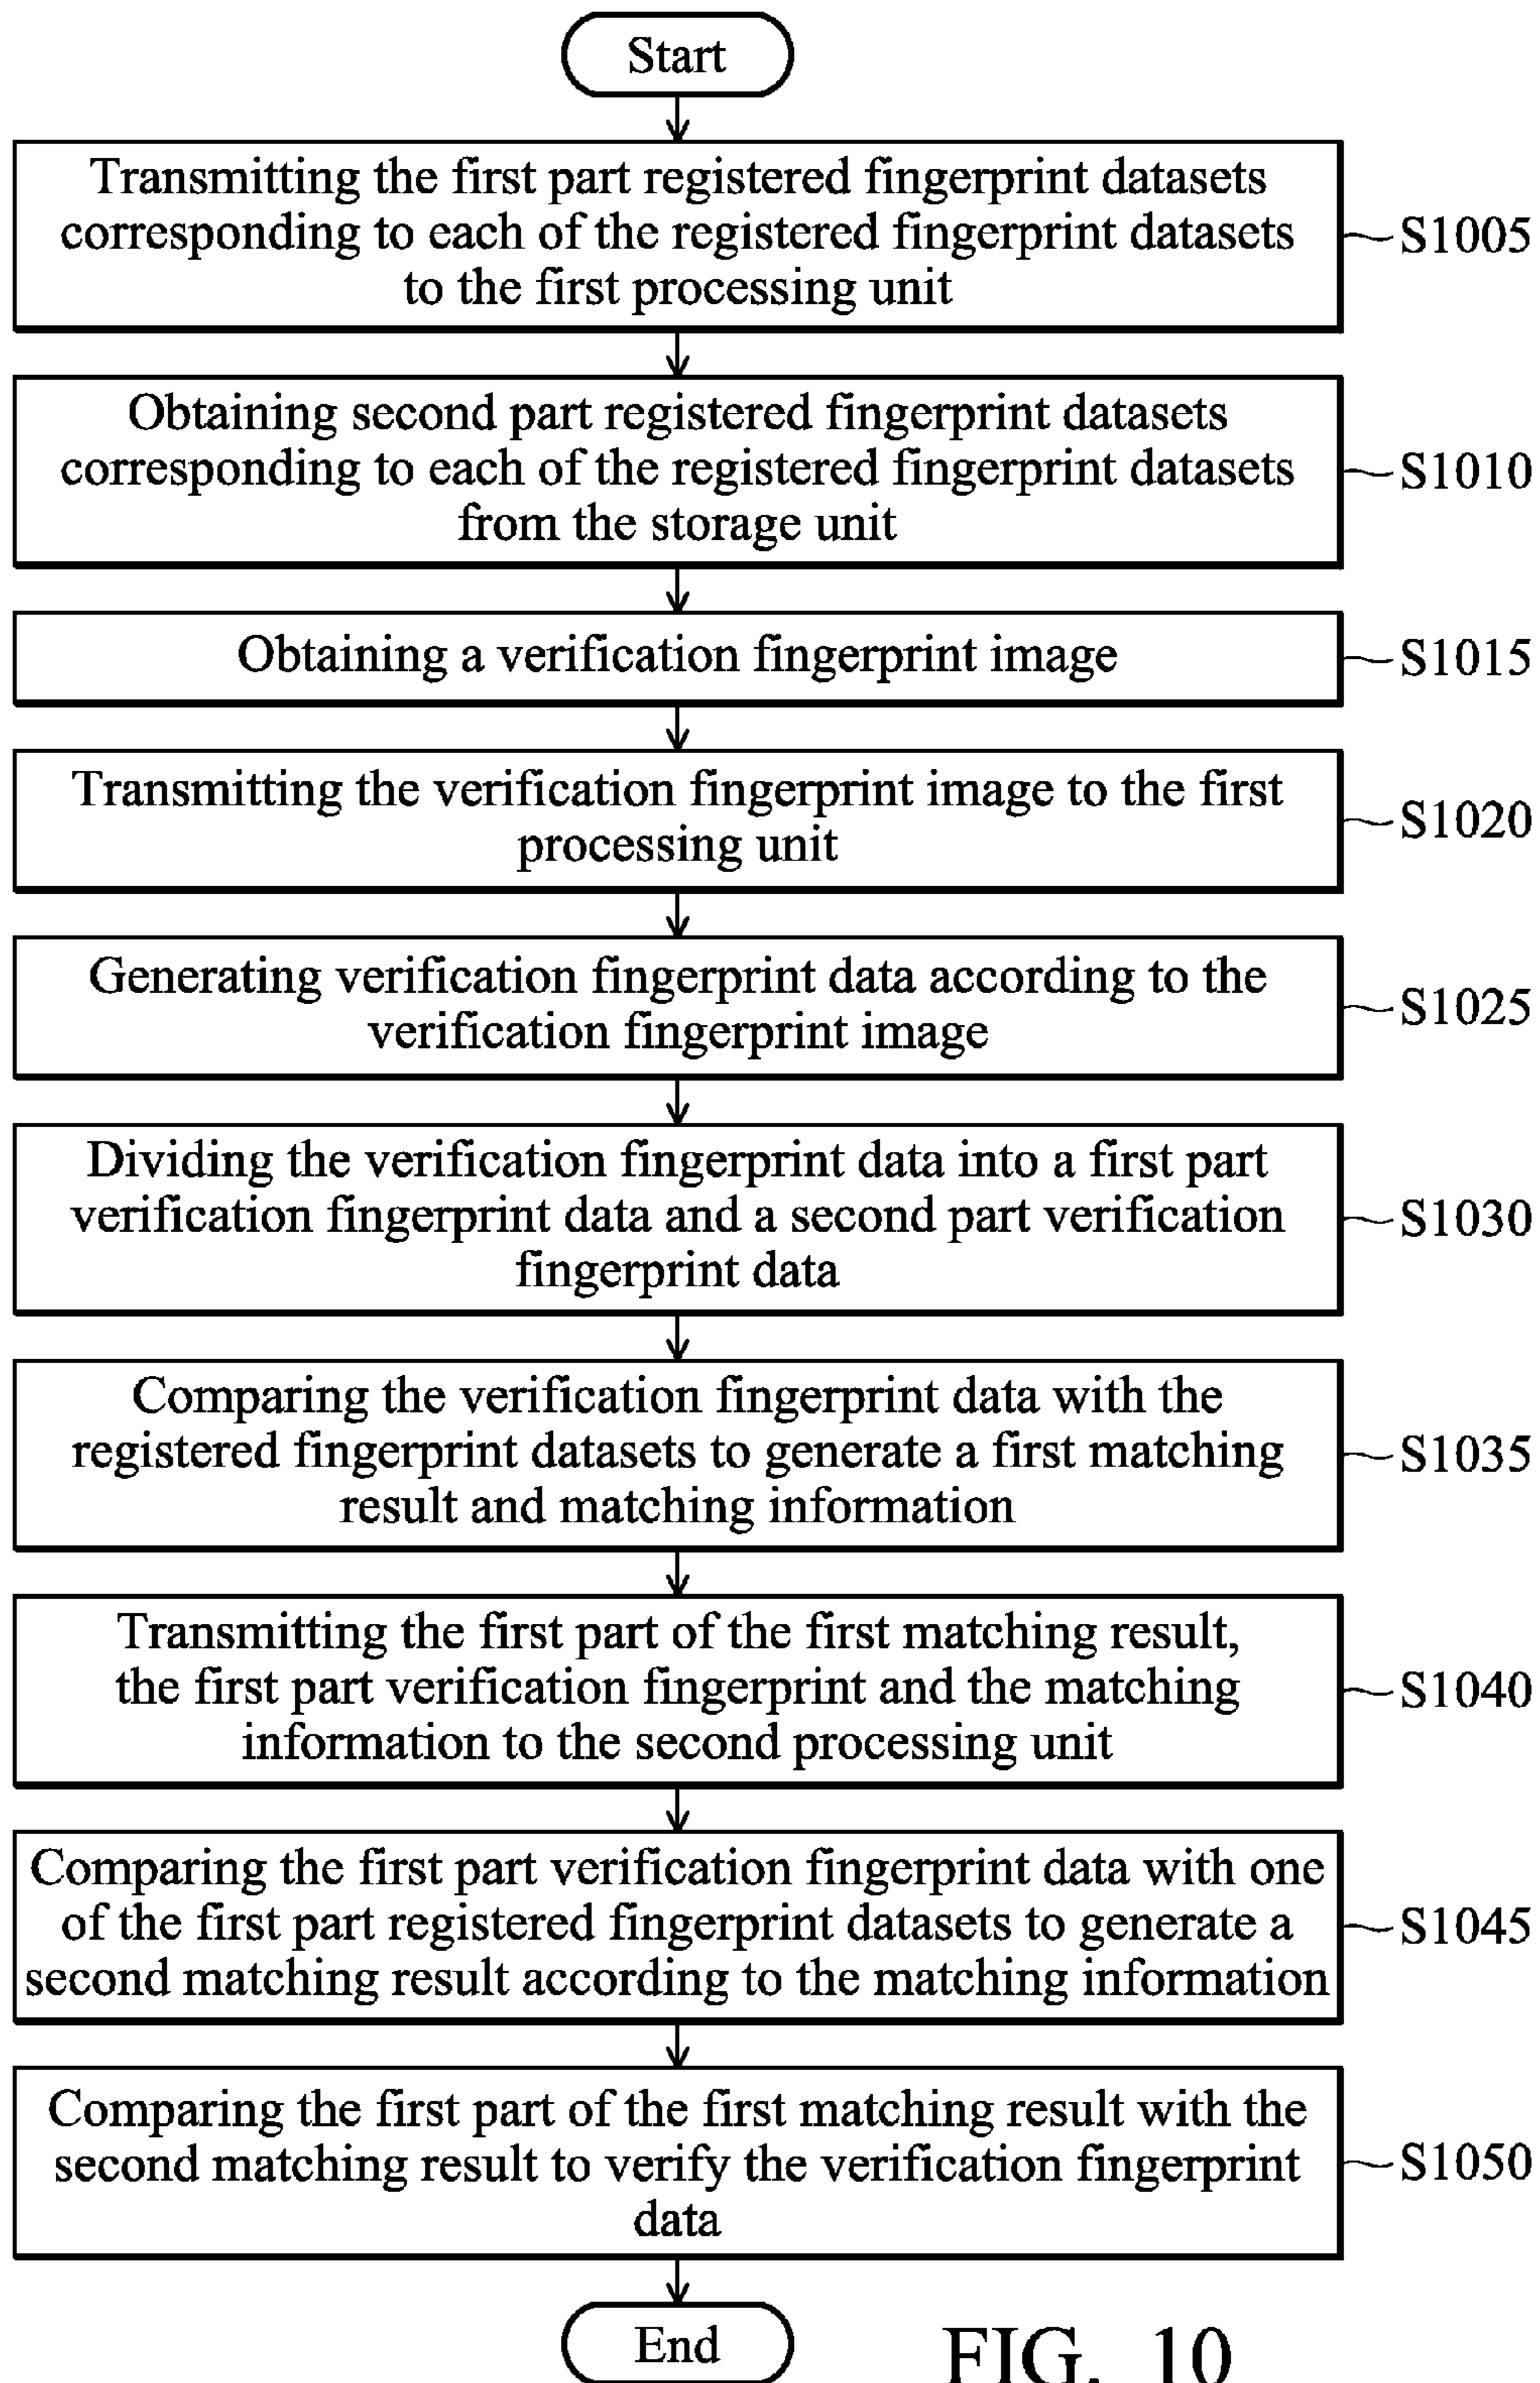 Start
Transmitting the first part registered fingerprint datasets
corresponding to each of the registered fingerprint datasets
to the first processing unit
S1005
Obtaining second part registered fingerprint datasets
corresponding to each of the registered fingerprint datasets
from the storage unit
S1010
Obtaining a verification fingerprint image
S1015
Transmitting the verification fingerprint image to the first
processing unit
S1020
Generating verification fingerprint data according to the
verification fingerprint image
S1025
Dividing the verification fingerprint data into a first part
verification fingerprint data and a second part verification
fingerprint data
S1030
Comparing the verification fingerprint data with the
registered fingerprint datasets to generate a first matching
result and matching information
S1035
Transmitting the first part of the first matching result,
the first part verification fingerprint and the matching
information to the second processing unit
S1040
Comparing the first part verification fingerprint data with one
of the first part registered fingerprint datasets to generate a
second matching result according to the matching information
S1045
Comparing the first part of the first matching result with the
second matching result to verify the verification fingerprint
data
S1050
End
FIG. 10